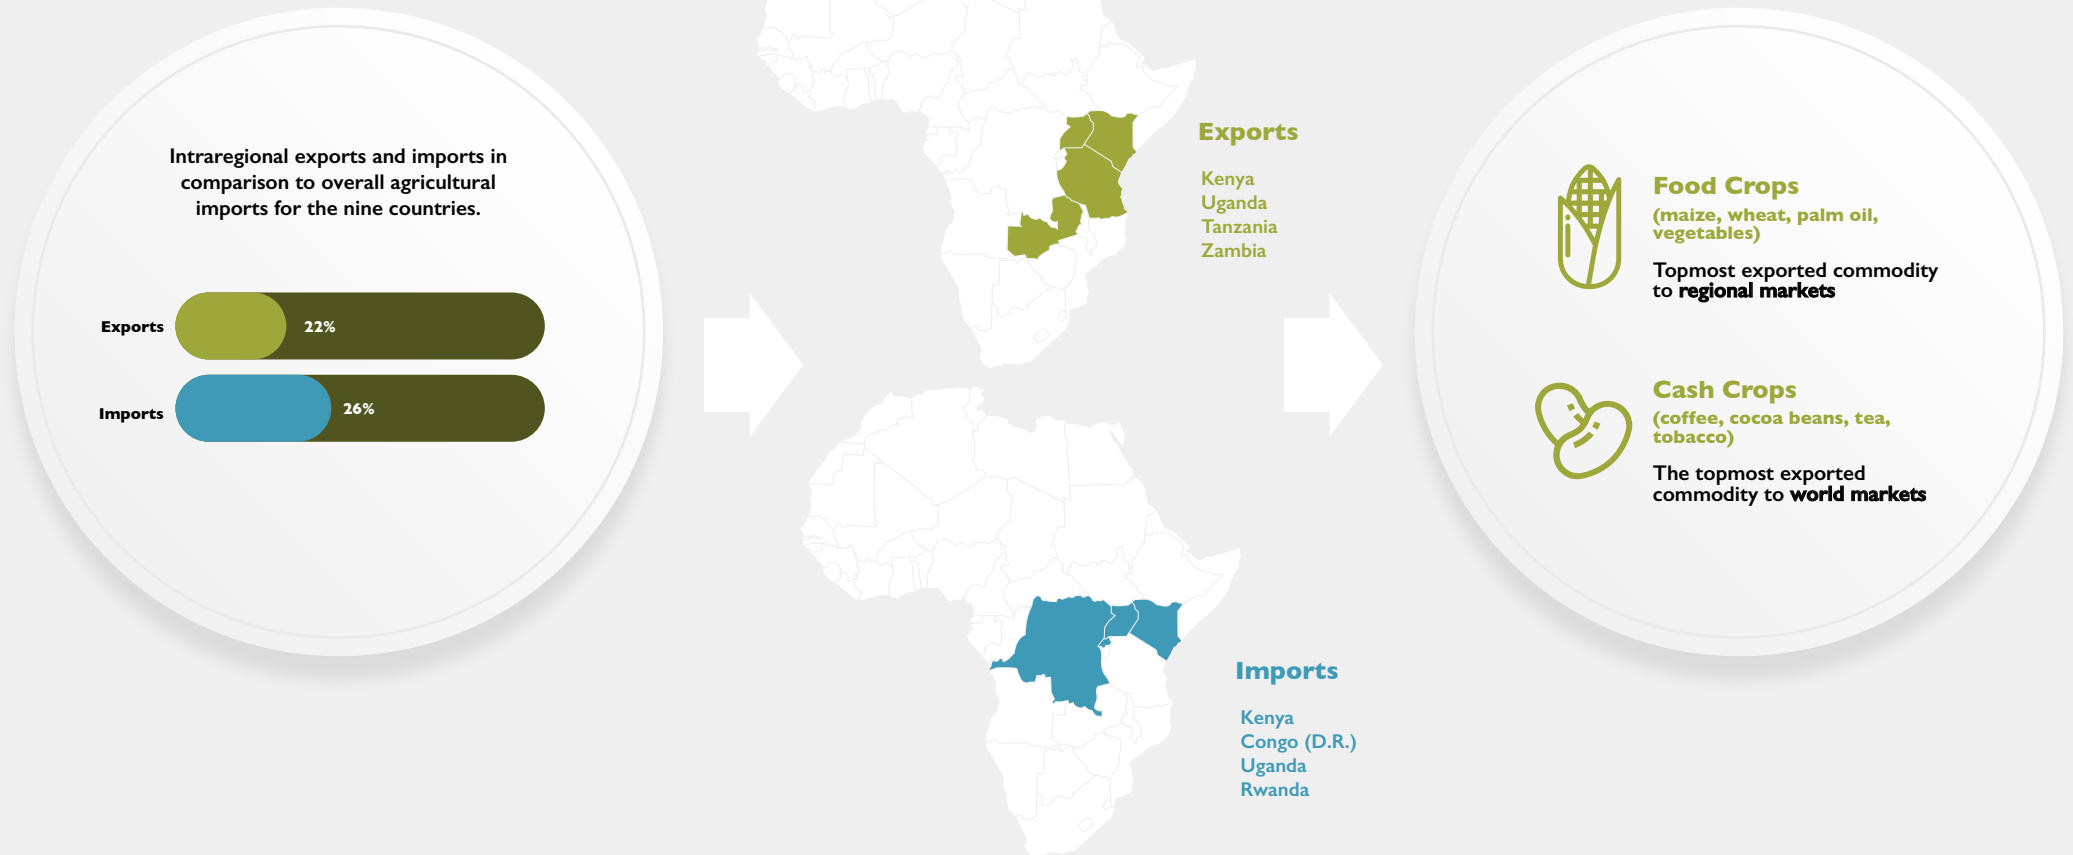 Intraregional exports and imports in
comparison to overall agricultural
imports for the nine countries.
Exports
22%
Imports
26%
Exports
Kenya
Uganda
Tanzania
Zambia
Imports
Kenya
Congo (D.R.)
Uganda
Rwanda
Food Crops
(maize, wheat, palm oil,
vegetables)
Topmost exported commodity
to regional markets
Cash Crops
(coffee, cocoa beans, tea,
tobacco)
The topmost exported
commodity to world markets